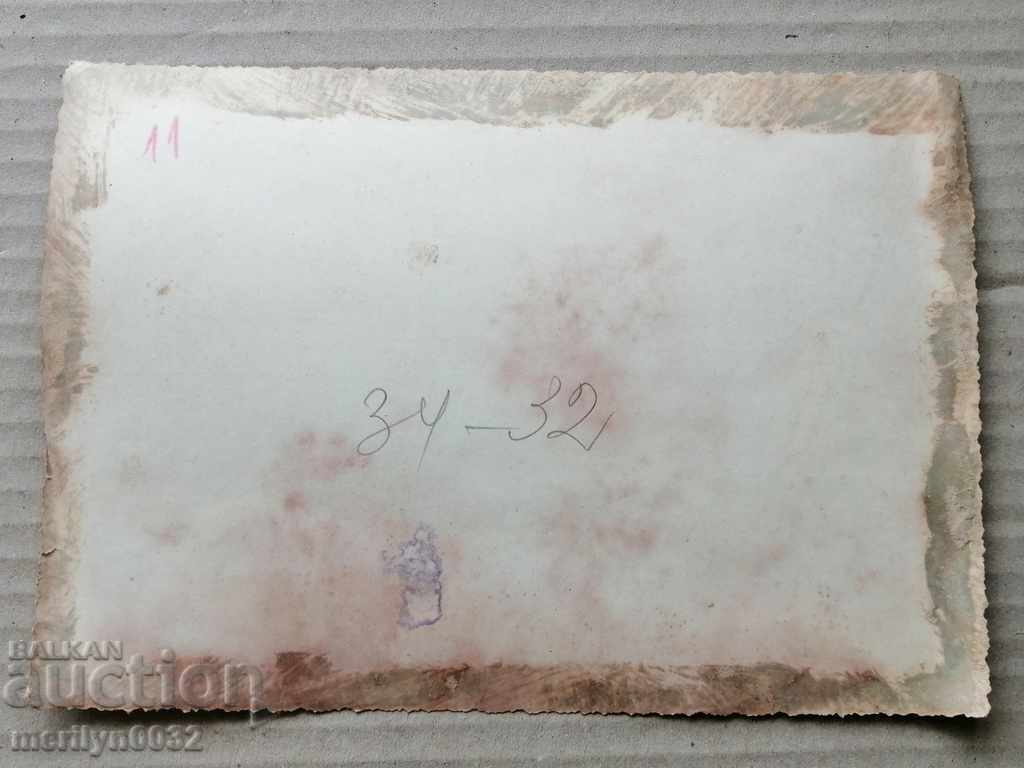 11
34-32
BALKAN
auction
merilyn0032